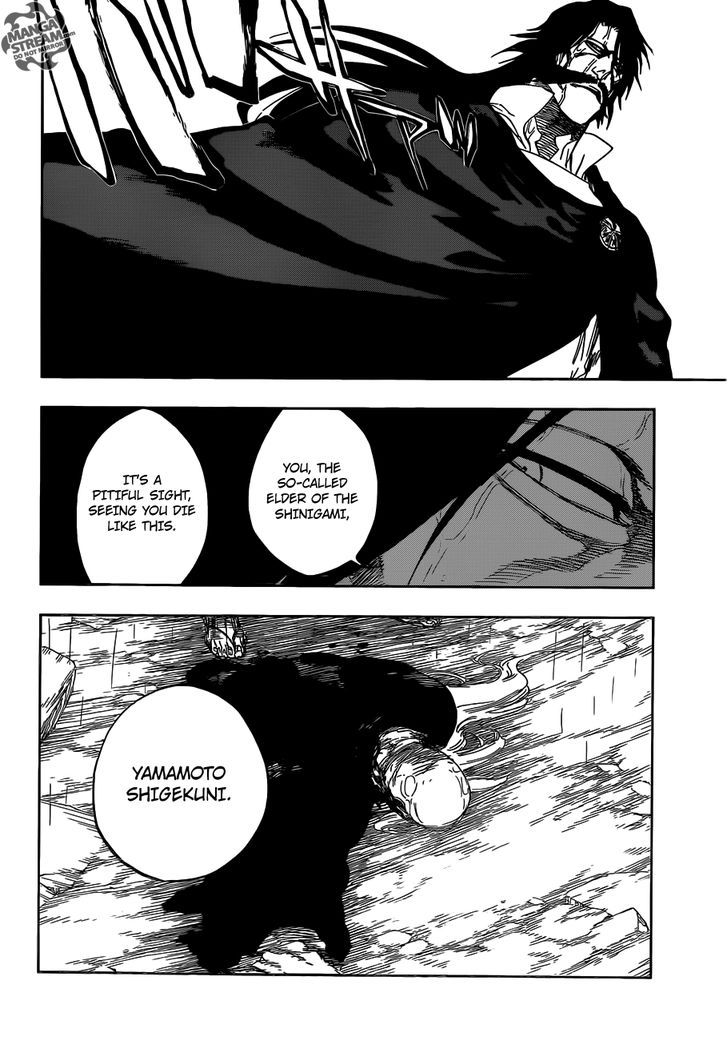 MANGA
STREAM.com
DO NOT MIRROR!
YOU, THE
SO-CALLED
ELDER OF THE
SHINIGAMI,
IT'S A
PITIFUL SIGHT,
SEEING YOU DIE
LIKE THIS.
YAMAMOTO
SHIGEKUNI.